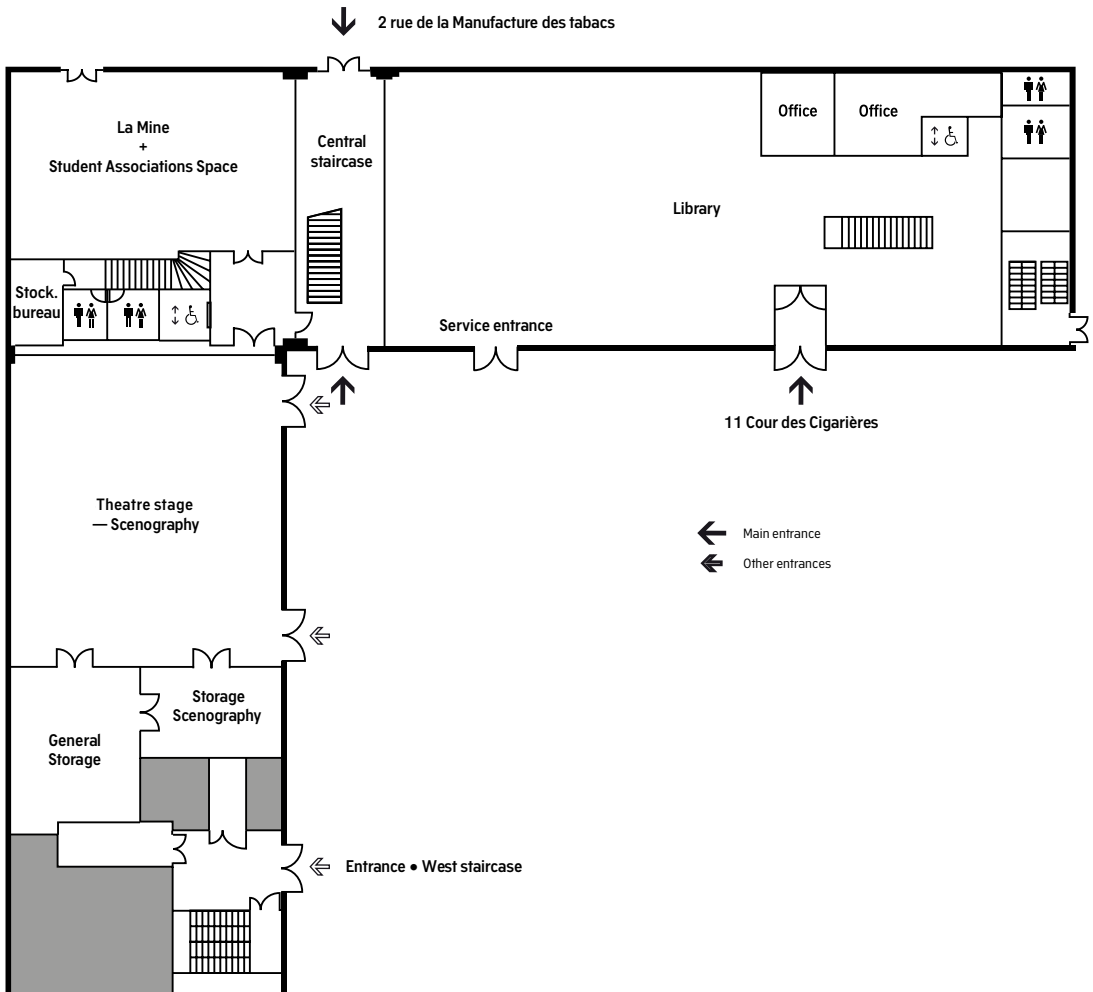 2 rue de la Manufacture des tabacs
La Mine
+
Student Associations Space
Central
staircase
Office
Office
Library
Stock.
bureau
Service entrance
11 Cour des Cigarières
Theatre stage
— Scenography
Main entrance
Other entrances
Storage
Scenography
General
Storage
Entrance • West staircase